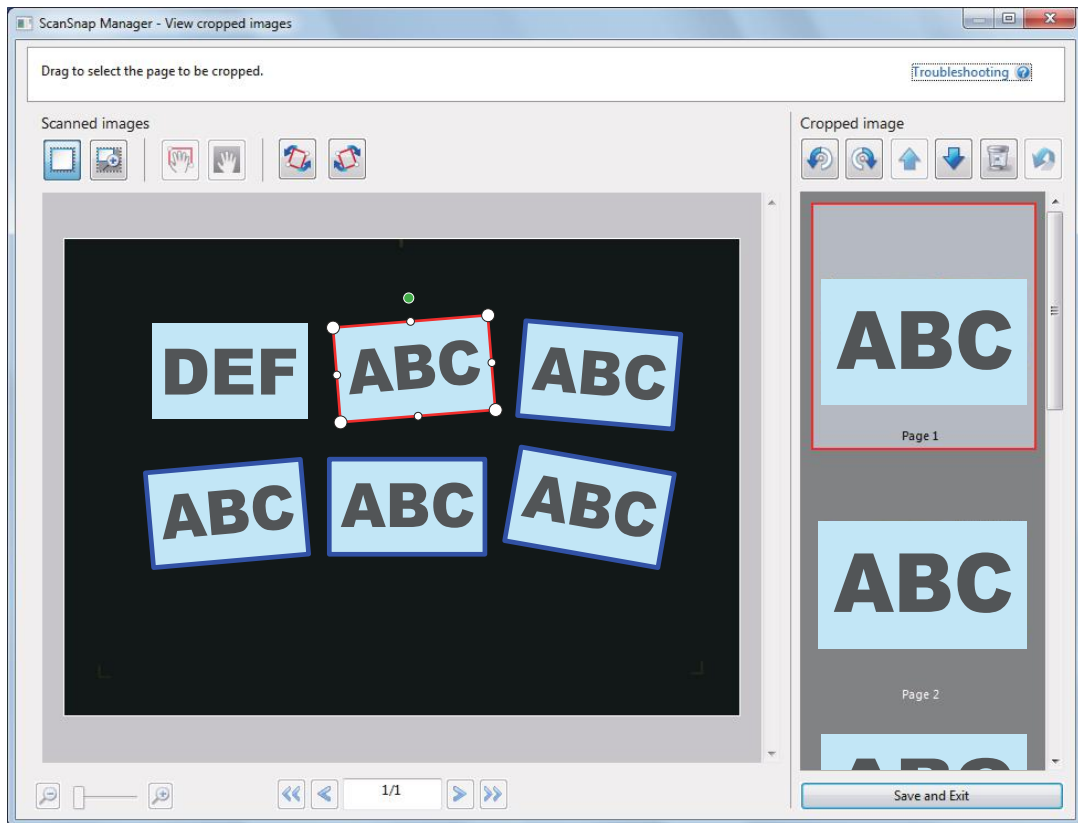 ScanSnap Manager - View cropped images
Drag to select the page to be cropped.
Troubleshooting
Scanned images
Cropped image
DEF
ABC
ABC
ABC
ABC
ABC
ABC
Page 1
ABC
Page 2
ABC
1/1
Save and Exit